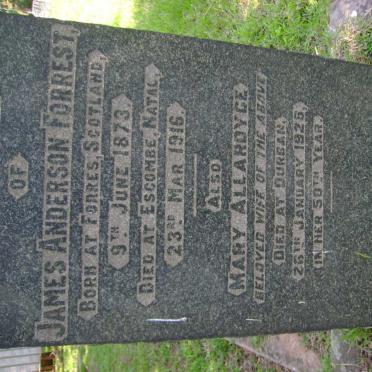 OF
JAMES ANDERSON FORREST,
BORN AT FORRES, SCOTLAND,
9TH JUNE 1873,
DIED AT ESCOMBE, NATAL,
23RD MAR. 1916.
ALSO
MARY ALLARDYCE
BELOVED WIFE OF THE ABOVE
DIED AT DURBAN,
26TH JANUARY 1925,
IN HER 50TH YEAR.